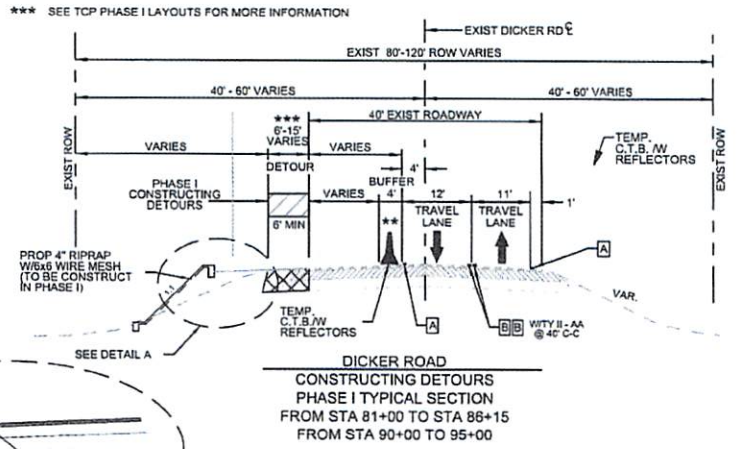 *** SEE TCP PHASE I LAYOUTS FOR MORE INFORMATION
EXIST DICKER RD ℄
EXIST 80'-120' ROW VARIES
40' - 60' VARIES
40' - 60' VARIES
***
6'-15'
VARIES
40' EXIST ROADWAY
EXIST ROW
VARIES
DETOUR
VARIES
4'
TEMP.
C.T.B. /W
REFLECTORS
EXIST ROW
PHASE I
CONSTRUCTING
DETOURS
VARIES
BUFFER
4'
12'
11'
1'
**
TRAVEL
LANE
TRAVEL
LANE
6' MIN
A
PROP 4" RIPRAP
W/6x6 WIRE MESH
(TO BE CONSTRUCT
IN PHASE I)
VAR.
TEMP.
C.T.B./W
REFLECTORS
A
B B
W/TY II - AA
@ 40' C-C
SEE DETAIL A
DICKER ROAD
CONSTRUCTING DETOURS
PHASE I TYPICAL SECTION
FROM STA 81+00 TO STA 86+15
FROM STA 90+00 TO 95+00